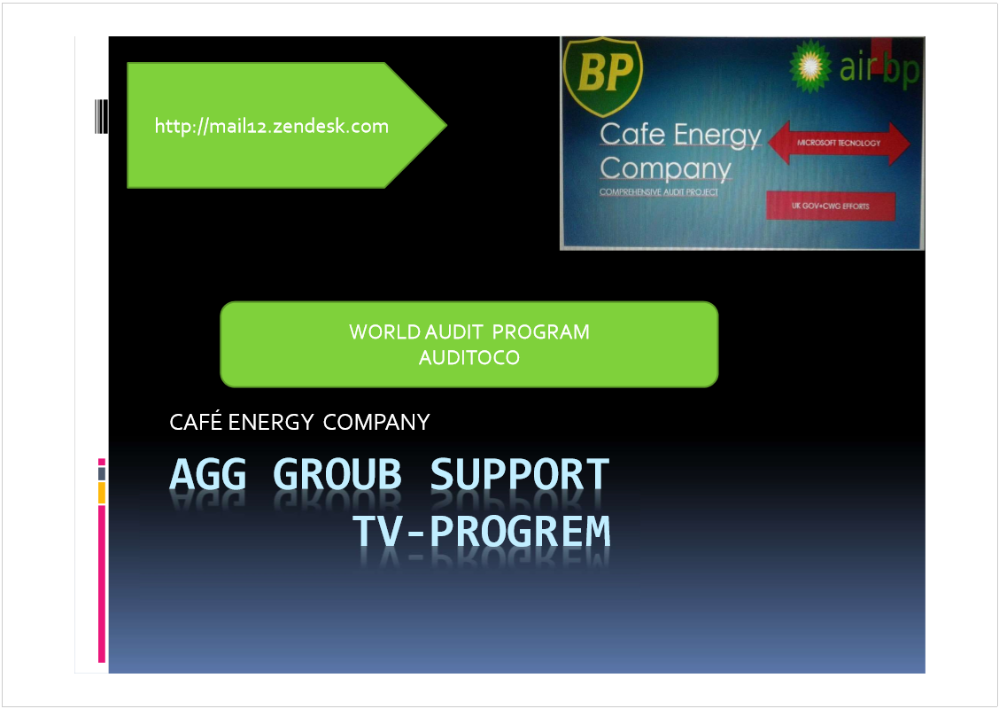 http://mail12.zendesk.com
BP
air bp
Cafe Energy
Company
COMPREHENSIVE AUDIT PROJECT
MICROSOFT TECNOLOGY
UK GOV+CWG EFFORTS
WORLD AUDIT PROGRAM
AUDITOCO
CAFÉ ENERGY COMPANY
AGG GROUB SUPPORT
TV-PROGREM